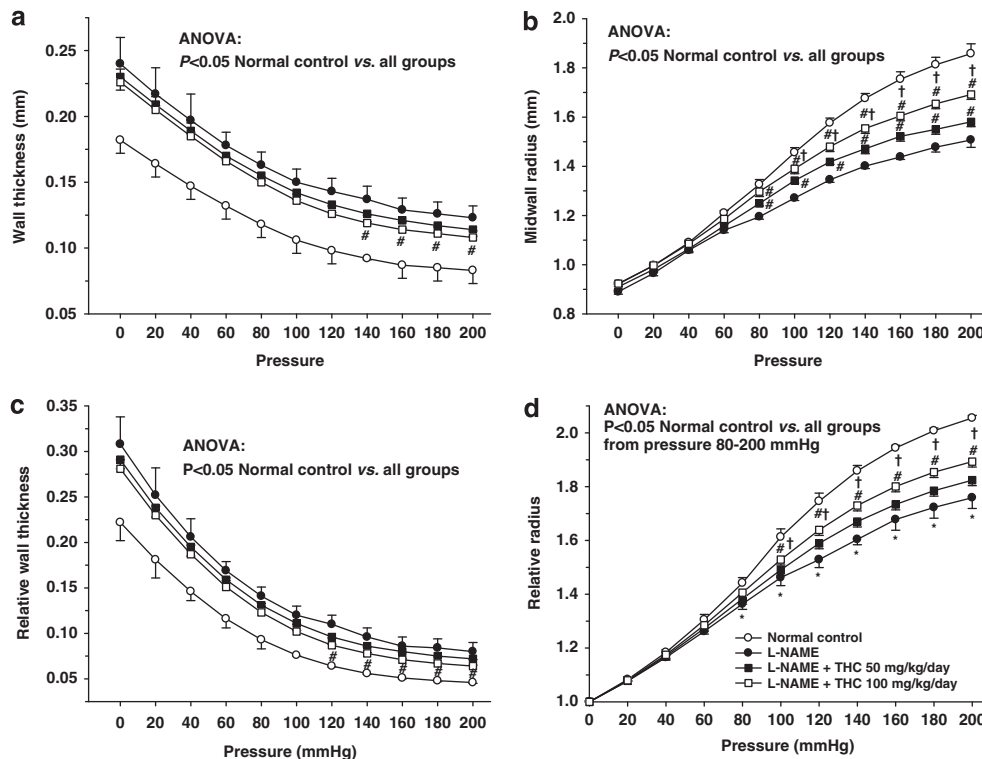 a
ANOVA:
P<0.05 Normal control vs. all groups
Wall thickness (mm)
0.25
0.20
0.15
0.10
0.05
# # # #
0 20 40 60 80 100 120 140 160 180 200
Pressure
b
ANOVA:
P<0.05 Normal control vs. all groups
Midwall radius (mm)
2.0
1.8
1.6
1.4
1.2
1.0
0.8
† † †
#† #† # # #
#† # # # #
# # #
#
0 20 40 60 80 100 120 140 160 180 200
Pressure
c
ANOVA:
P<0.05 Normal control vs. all groups
Relative wall thickness
0.35
0.30
0.25
0.20
0.15
0.10
0.05
# # # # #
0 20 40 60 80 100 120 140 160 180 200
Pressure (mmHg)
d
ANOVA:
P<0.05 Normal control vs. all groups
from pressure 80-200 mmHg
Relative radius
2.0
1.8
1.6
1.4
1.2
1.0
† † † †
#† #† # # # #
* * * * * * *
Normal control
L-NAME
L-NAME + THC 50 mg/kg/day
L-NAME + THC 100 mg/kg/day
0 20 40 60 80 100 120 140 160 180 200
Pressure (mmHg)